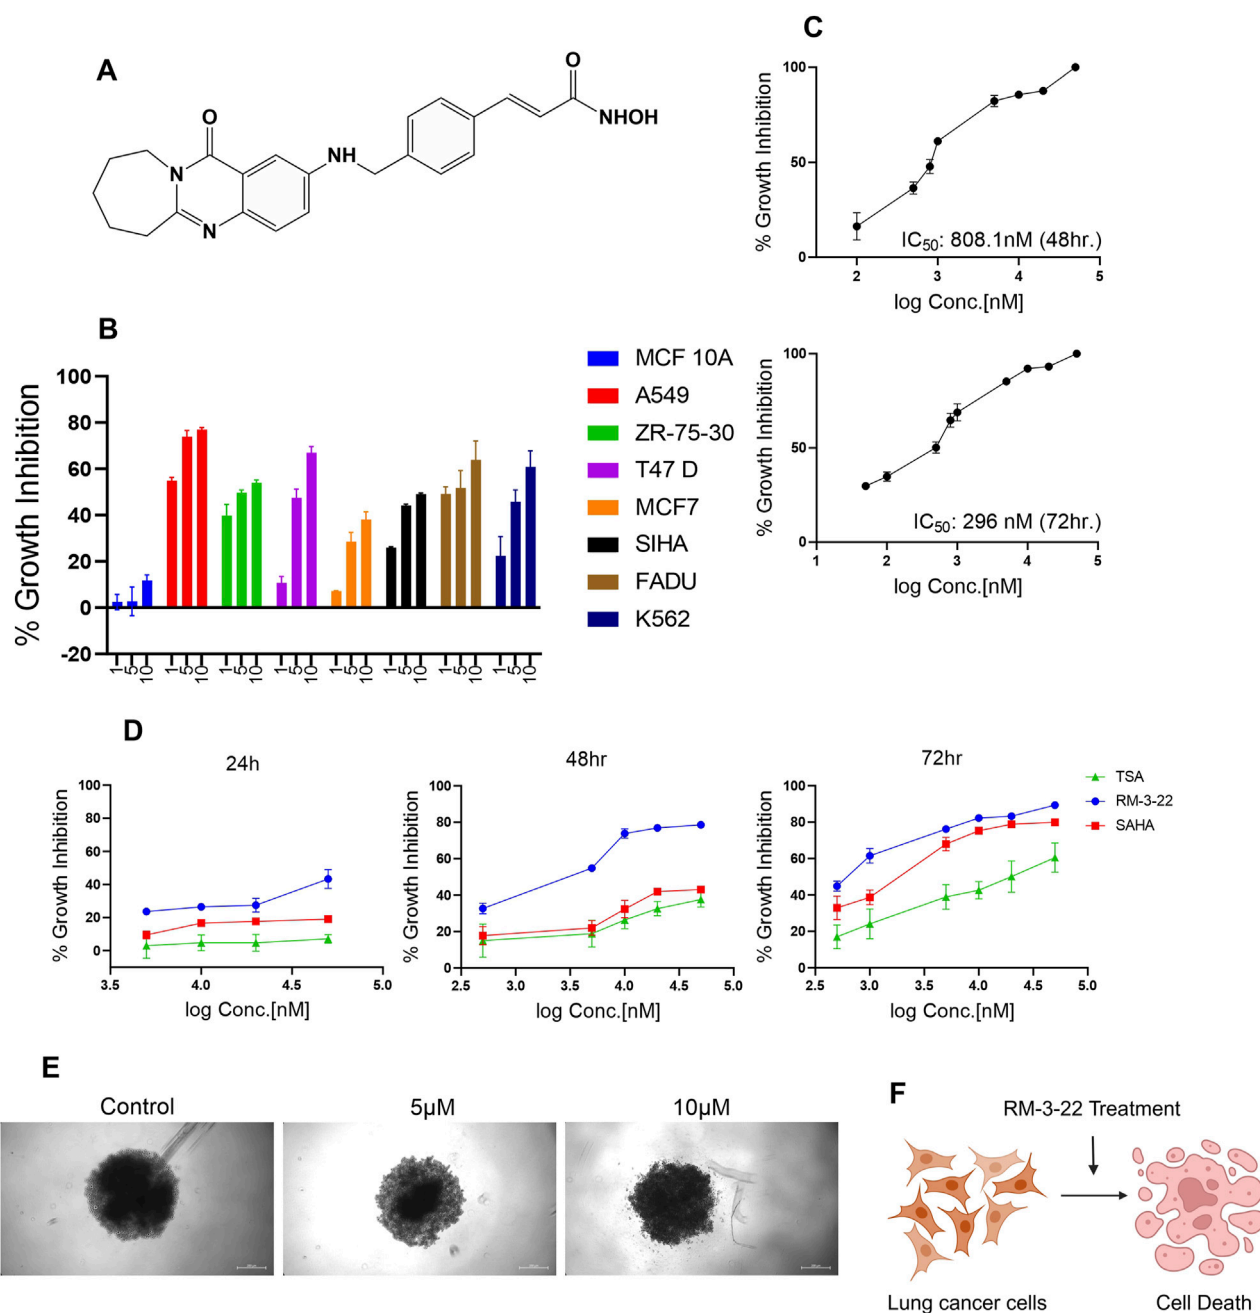 A
O
N
N
NH
O
NHOH
C
% Growth Inhibition
100
50
0
IC50: 808.1nM (48hr.)
2 3 4 5
log Conc.[nM]
% Growth Inhibition
100
50
0
IC50: 296 nM (72hr.)
1 2 3 4 5
log Conc.[nM]
B
% Growth Inhibition
100
80
60
40
20
0
-20
1 5 10 1 5 10 1 5 10 1 5 10 1 5 10 1 5 10 1 5 10 1 5 10
MCF 10A
A549
ZR-75-30
T47 D
MCF7
SIHA
FADU
K562
D
24h
% Growth Inhibition
100
80
60
40
20
0
3.5 4.0 4.5 5.0
log Conc.[nM]
48hr
% Growth Inhibition
100
80
60
40
20
0
2.5 3.0 3.5 4.0 4.5 5.0
log Conc.[nM]
72hr
% Growth Inhibition
100
80
60
40
20
0
2.5 3.0 3.5 4.0 4.5 5.0
log Conc.[nM]
TSA
RM-3-22
SAHA
E
Control
5µM
10µM
F
RM-3-22 Treatment
Lung cancer cells
Cell Death